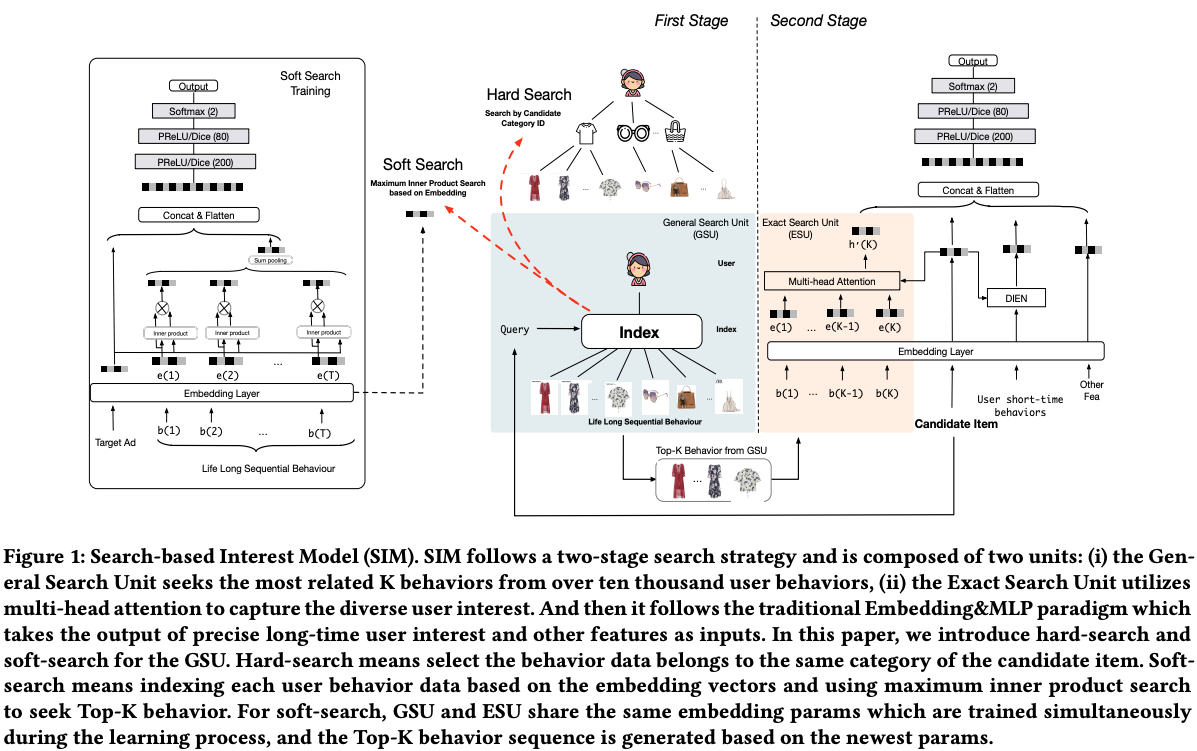 First Stage
Second Stage
Soft Search
Training
Output
Softmax (2)
PReLU/Dice (80)
PReLU/Dice (200)
Concat & Flatten
Sum pooling
Inner product
Inner product
Inner product
e(1)
e(2)
...
e(T)
Embedding Layer
Target Ad
b(1)
b(2)
...
b(T)
Life Long Sequential Behaviour
Hard Search
Search by Candidate
Category ID
Soft Search
Maximum Inner Product Search
based on Embedding
...
...
...
General Search Unit
(GSU)
User
Query
Index
Index
...
...
Life Long Sequential Behaviour
Top-K Behavior from GSU
...
Output
Softmax (2)
PReLU/Dice (80)
PReLU/Dice (200)
Concat & Flatten
Exact Search Unit
(ESU)
h'(K)
Multi-head Attention
DIEN
e(1)
...
e(K-1)
e(K)
Embedding Layer
b(1)
...
b(K-1)
b(K)
User short-time
behaviors
Other
Fea
Candidate Item
Figure 1: Search-based Interest Model (SIM). SIM follows a two-stage search strategy and is composed of two units: (i) the Gen-
eral Search Unit seeks the most related K behaviors from over ten thousand user behaviors, (ii) the Exact Search Unit utilizes
multi-head attention to capture the diverse user interest. And then it follows the traditional Embedding&MLP paradigm which
takes the output of precise long-time user interest and other features as inputs. In this paper, we introduce hard-search and
soft-search for the GSU. Hard-search means select the behavior data belongs to the same category of the candidate item. Soft-
search means indexing each user behavior data based on the embedding vectors and using maximum inner product search
to seek Top-K behavior. For soft-search, GSU and ESU share the same embedding params which are trained simultaneously
during the learning process, and the Top-K behavior sequence is generated based on the newest params.